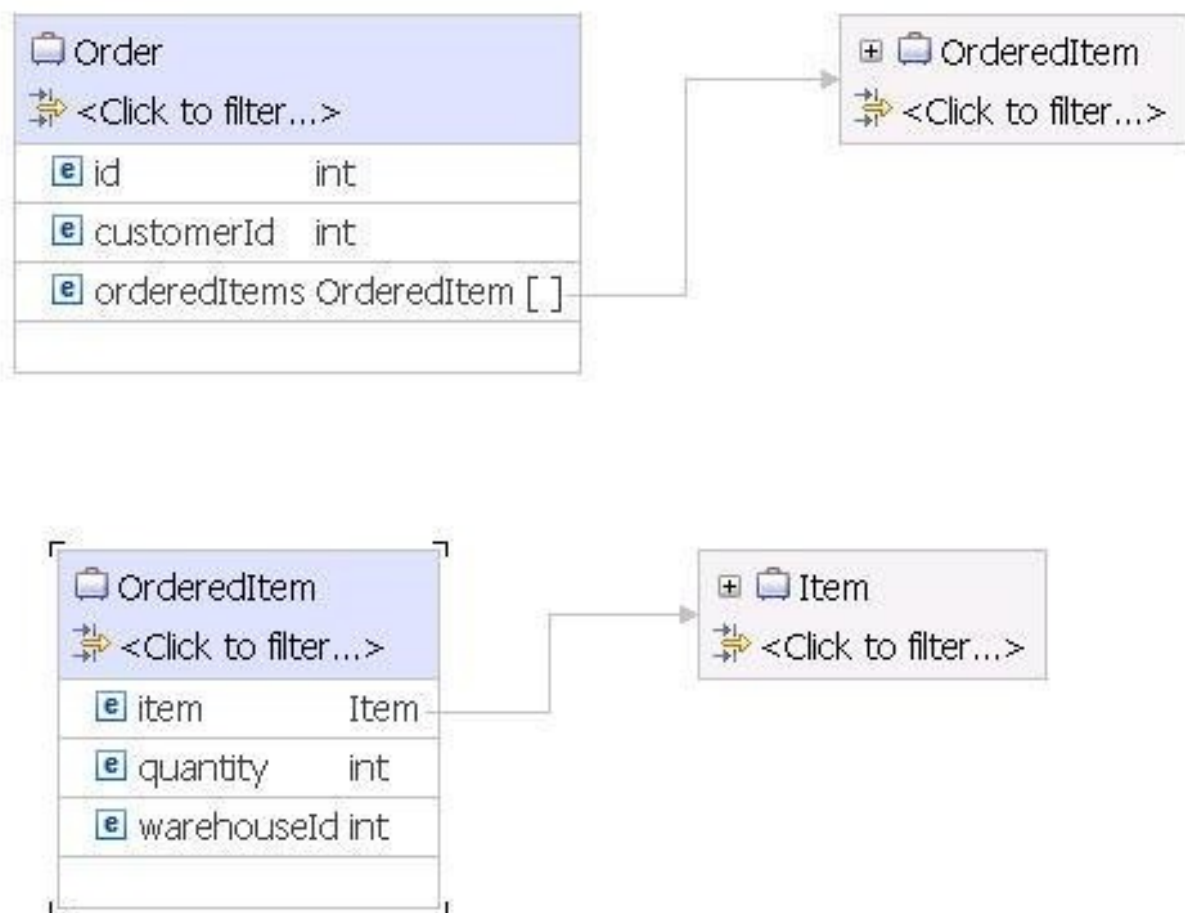 Order
<Click to filter...>
id int
customerId int
orderedItems OrderedItem [ ]
OrderedItem
<Click to filter...>
OrderedItem
<Click to filter...>
item Item
quantity int
warehouseId int
Item
<Click to filter...>